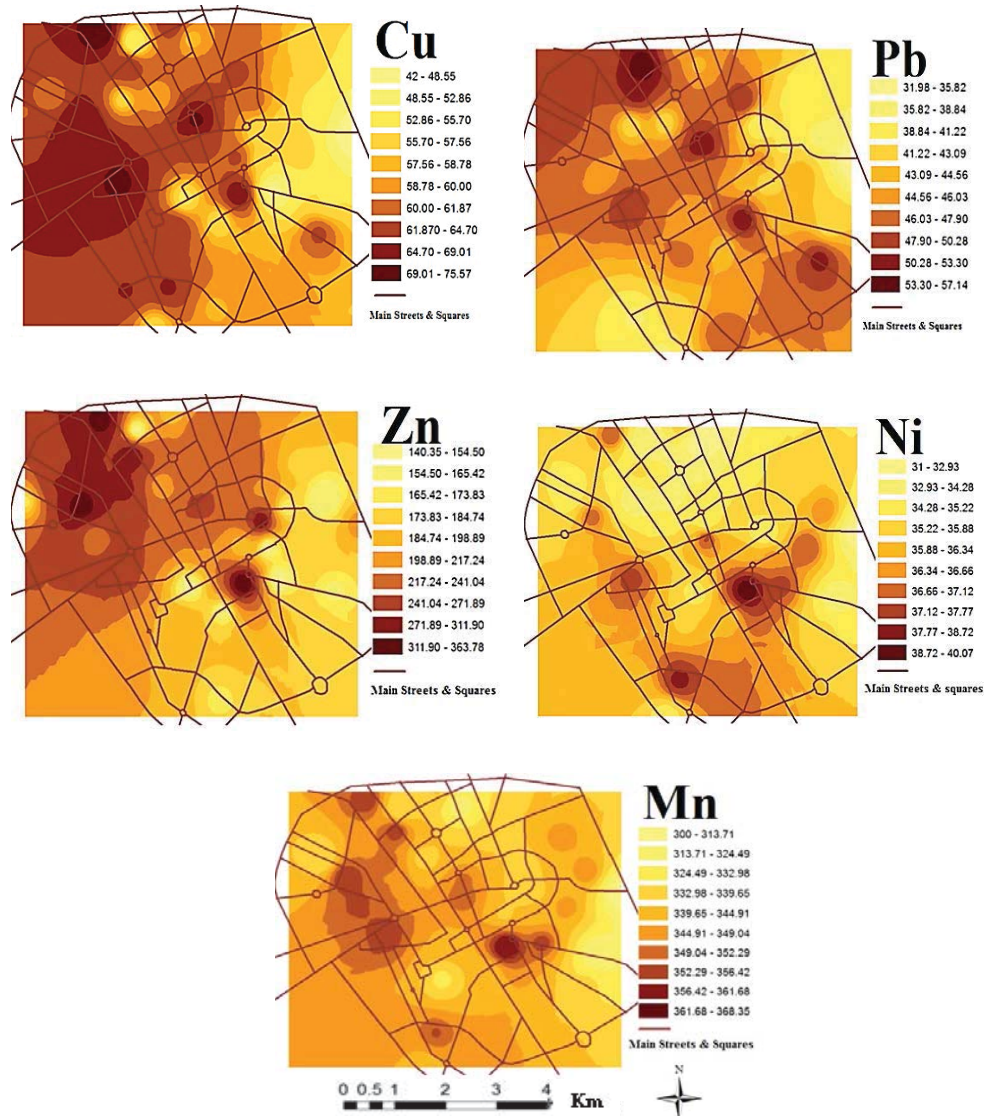 Cu
42 - 48.55
48.55 - 52.86
52.86 - 55.70
55.70 - 57.56
57.56 - 58.78
58.78 - 60.00
60.00 - 61.87
61.870 - 64.70
64.70 - 69.01
69.01 - 75.57
Main Streets & Squares
Pb
31.98 - 35.82
35.82 - 38.84
38.84 - 41.22
41.22 - 43.09
43.09 - 44.56
44.56 - 46.03
46.03 - 47.90
47.90 - 50.28
50.28 - 53.30
53.30 - 57.14
Main Streets & Squares
Zn
140.35 - 154.50
154.50 - 165.42
165.42 - 173.83
173.83 - 184.74
184.74 - 198.89
198.89 - 217.24
217.24 - 241.04
241.04 - 271.89
271.89 - 311.90
311.90 - 363.78
Main Streets & Squares
Ni
31 - 32.93
32.93 - 34.28
34.28 - 35.22
35.22 - 35.88
35.88 - 36.34
36.34 - 36.66
36.66 - 37.12
37.12 - 37.77
37.77 - 38.72
38.72 - 40.07
Main Streets & squares
Mn
300 - 313.71
313.71 - 324.49
324.49 - 332.98
332.98 - 339.65
339.65 - 344.91
344.91 - 349.04
349.04 - 352.29
352.29 - 356.42
356.42 - 361.68
361.68 - 368.35
Main Streets & Squares
0 0.5 1 2 3 4 Km
N